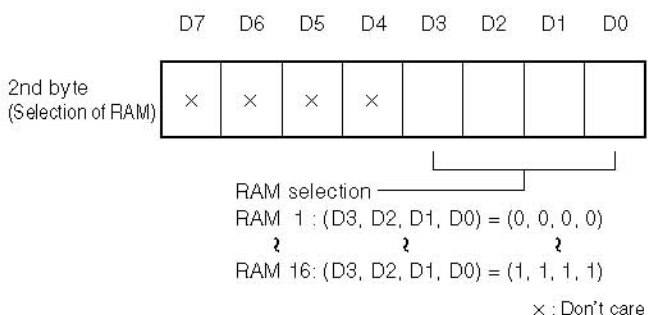 D7 D6 D5 D4 D3 D2 D1 D0
2nd byte
(Selection of RAM)
× × × ×
RAM selection
RAM 1 : (D3, D2, D1, D0) = (0, 0, 0, 0)
≀ ≀ ≀
RAM 16: (D3, D2, D1, D0) = (1, 1, 1, 1)
× : Don't care